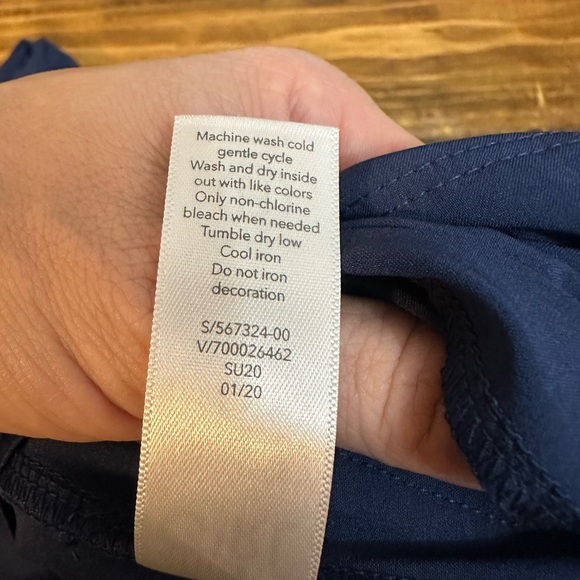 Machine wash cold
gentle cycle
Wash and dry inside
out with like colors
Only non-chlorine
bleach when needed
Tumble dry low
Cool iron
Do not iron
decoration
S/567324-00
V/700026462
SU20
01/20